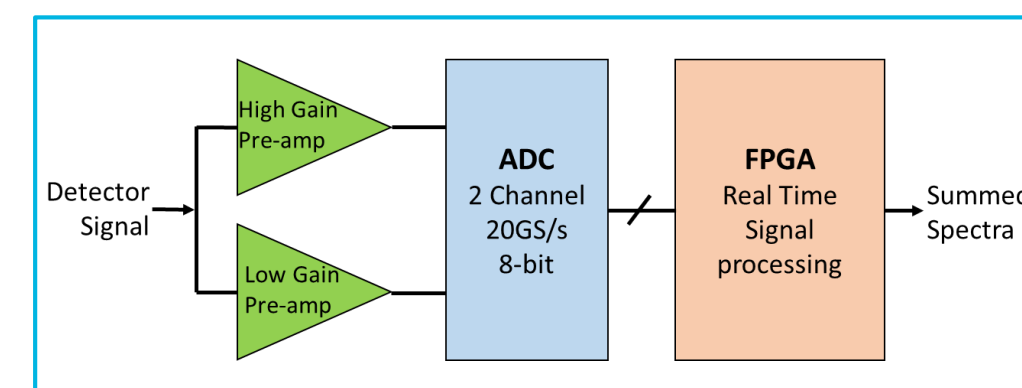 High Gain
Pre-amp
Detector
Signal
Low Gain
Pre-amp
ADC
2 Channel
20GS/s
8-bit
FPGA
Real Time
Signal
processing
Summed
Spectra